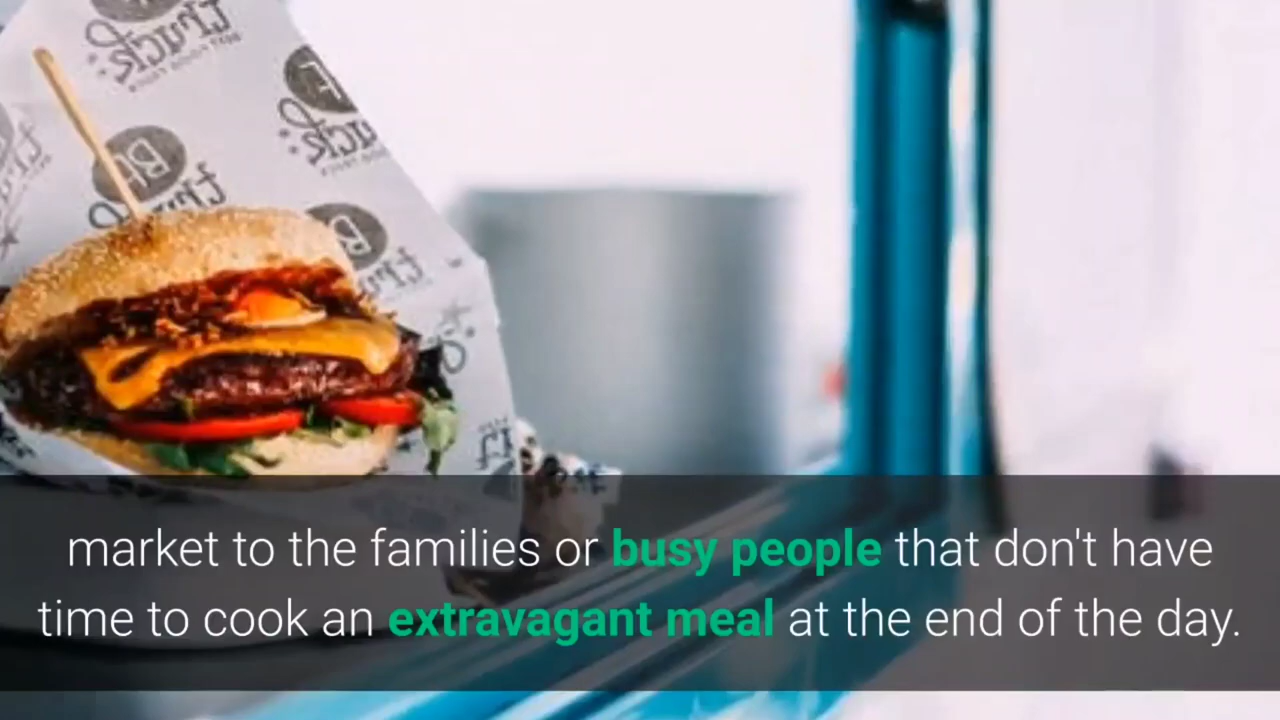 market to the families or busy people that don't have
time to cook an extravagant meal at the end of the day.